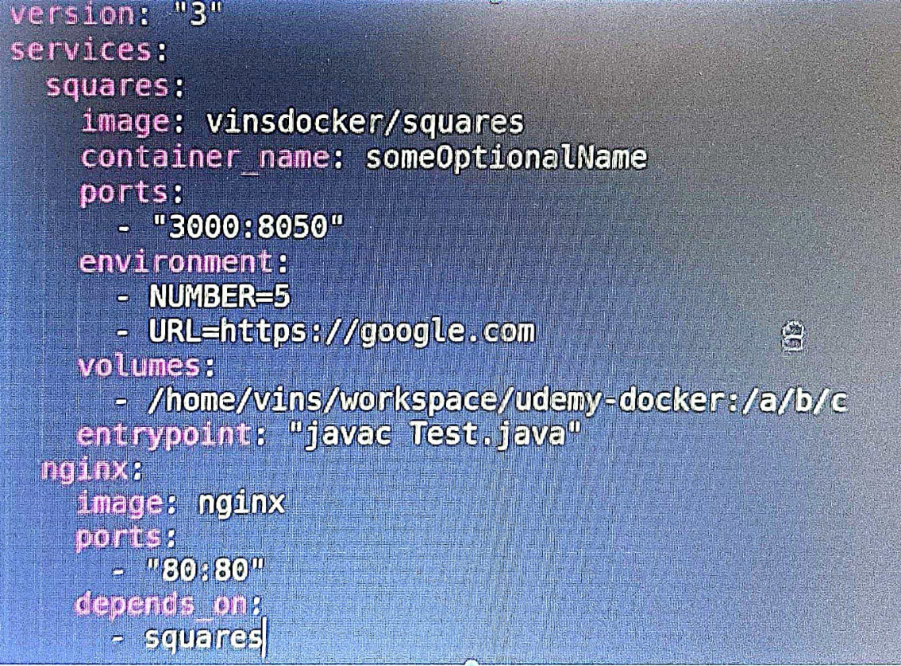 version: "3"
services:
  squares:
    image: vinsdocker/squares
    container_name: someOptionalName
    ports:
      - "3000:8050"
    environment:
      - NUMBER=5
      - URL=https://google.com
    volumes:
      - /home/vins/workspace/udemy-docker:/a/b/c
    entrypoint: "javac Test.java"
  nginx:
    image: nginx
    ports:
      - "80:80"
    depends_on:
      - squares